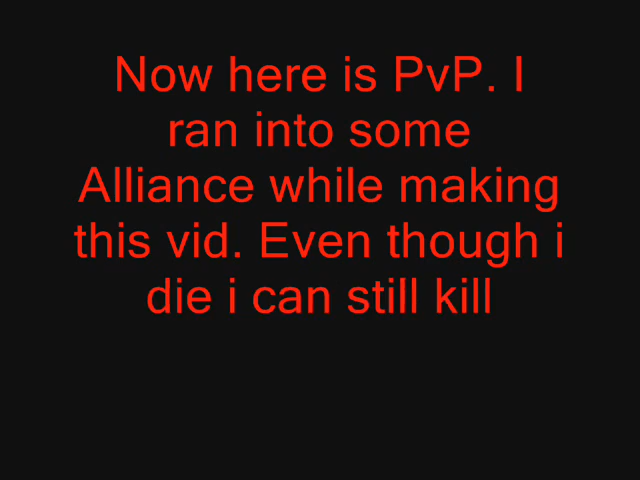 Now here is PvP. I
ran into some
Alliance while making
this vid. Even though i
die i can still kill